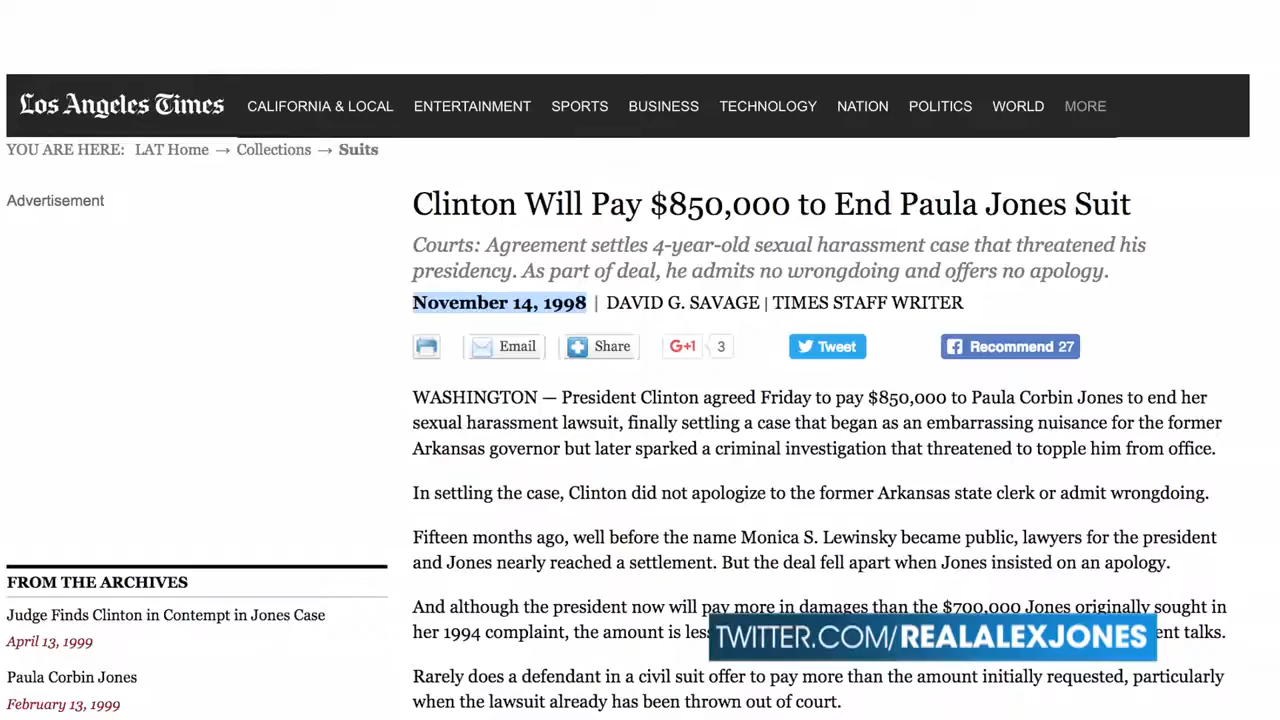 Los Angeles Times CALIFORNIA & LOCAL ENTERTAINMENT SPORTS BUSINESS TECHNOLOGY NATION POLITICS WORLD MORE
YOU ARE HERE: LAT Home → Collections → Suits
Advertisement
Clinton Will Pay $850,000 to End Paula Jones Suit
Courts: Agreement settles 4-year-old sexual harassment case that threatened his
presidency. As part of deal, he admits no wrongdoing and offers no apology.
November 14, 1998 | DAVID G. SAVAGE | TIMES STAFF WRITER
Email Share G+1 3 Tweet Recommend 27
WASHINGTON — President Clinton agreed Friday to pay $850,000 to Paula Corbin Jones to end her
sexual harassment lawsuit, finally settling a case that began as an embarrassing nuisance for the former
Arkansas governor but later sparked a criminal investigation that threatened to topple him from office.
In settling the case, Clinton did not apologize to the former Arkansas state clerk or admit wrongdoing.
Fifteen months ago, well before the name Monica S. Lewinsky became public, lawyers for the president
and Jones nearly reached a settlement. But the deal fell apart when Jones insisted on an apology.
And although the president now will pay more in damages than the $700,000 Jones originally sought in
her 1994 complaint, the amount is less talks.
Rarely does a defendant in a civil suit offer to pay more than the amount initially requested, particularly
when the lawsuit already has been thrown out of court.
FROM THE ARCHIVES
Judge Finds Clinton in Contempt in Jones Case
April 13, 1999
Paula Corbin Jones
February 13, 1999
TWITTER.COM/REALALEXJONES